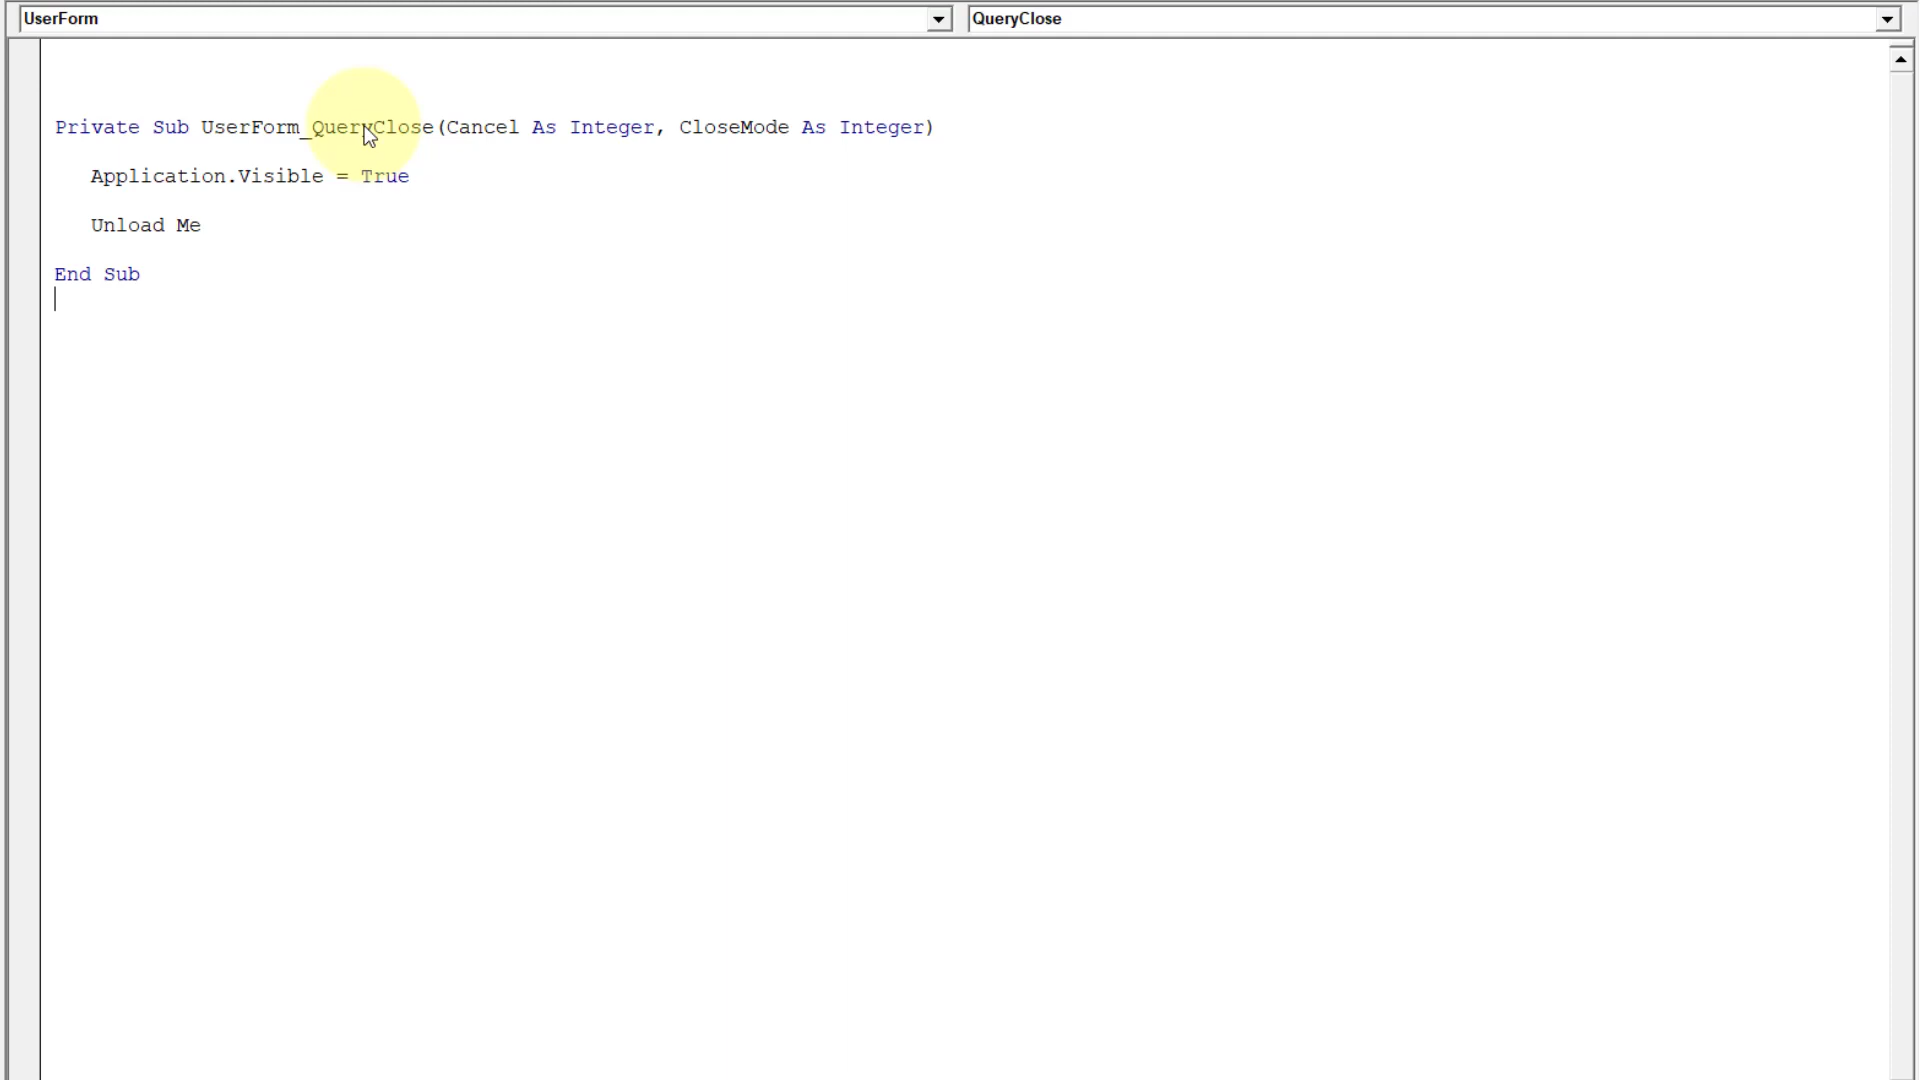 UserForm
QueryClose
Private Sub UserForm_QueryClose(Cancel As Integer, CloseMode As Integer)
Application.Visible = True
Unload Me
End Sub